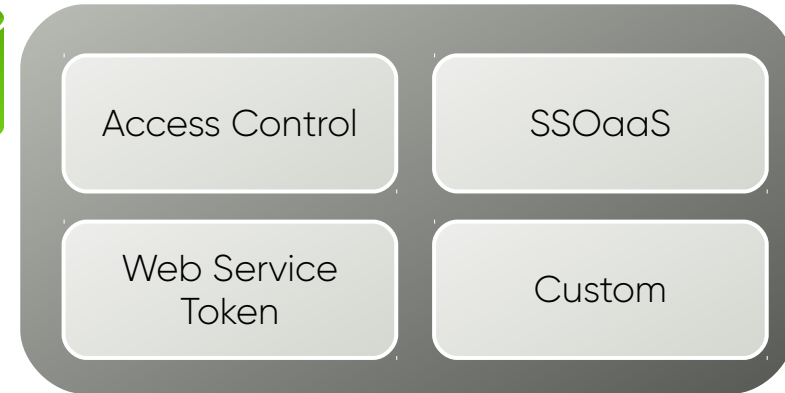 Access Control
SSOaaS
Web Service
Token
Custom